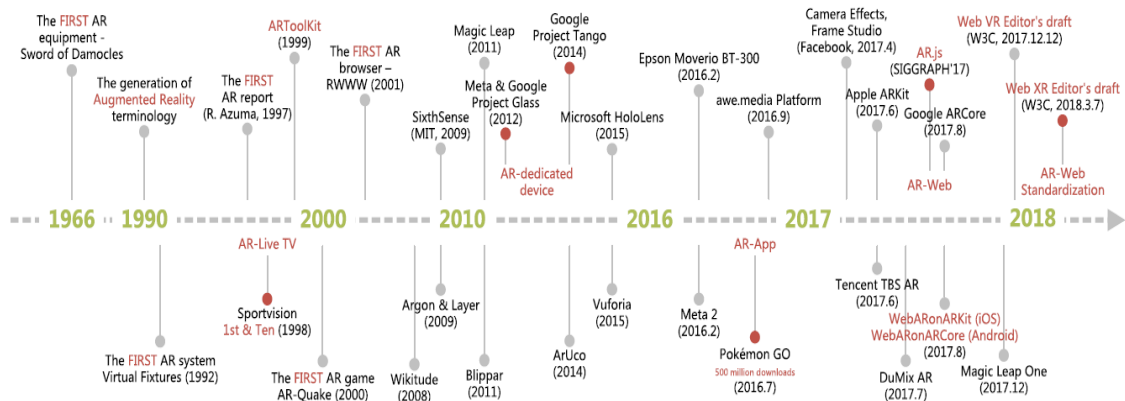 The FIRST AR
equipment -
Sword of Damocles
The generation of
Augmented Reality
terminology
The FIRST
AR report
(R. Azuma, 1997)
ARToolKit
(1999)
The FIRST AR
browser –
RWWW (2001)
SixthSense
(MIT, 2009)
Magic Leap
(2011)
Meta & Google
Project Glass
(2012)
Google
Project Tango
(2014)
AR-dedicated
device
Microsoft HoloLens
(2015)
Epson Moverio BT-300
(2016.2)
awe.media Platform
(2016.9)
Camera Effects,
Frame Studio
(Facebook, 2017.4)
Apple ARKit
(2017.6)
AR.js
(SIGGRAPH'17)
Google ARCore
(2017.8)
AR-Web
Web VR Editor's draft
(W3C, 2017.12.12)
Web XR Editor's draft
(W3C, 2018.3.7)
AR-Web
Standardization
1966
1990
2000
2010
2016
2017
2018
The FIRST AR system
Virtual Fixtures (1992)
AR-Live TV
Sportvision
1st & Ten (1998)
The FIRST AR game
AR-Quake (2000)
Wikitude
(2008)
Argon & Layer
(2009)
Blippar
(2011)
ArUco
(2014)
Vuforia
(2015)
Meta 2
(2016.2)
AR-App
Pokémon GO
500 million downloads
(2016.7)
Tencent TBS AR
(2017.6)
DuMix AR
(2017.7)
WebARonARKit (iOS)
WebARonARCore (Android)
(2017.8)
Magic Leap One
(2017.12)